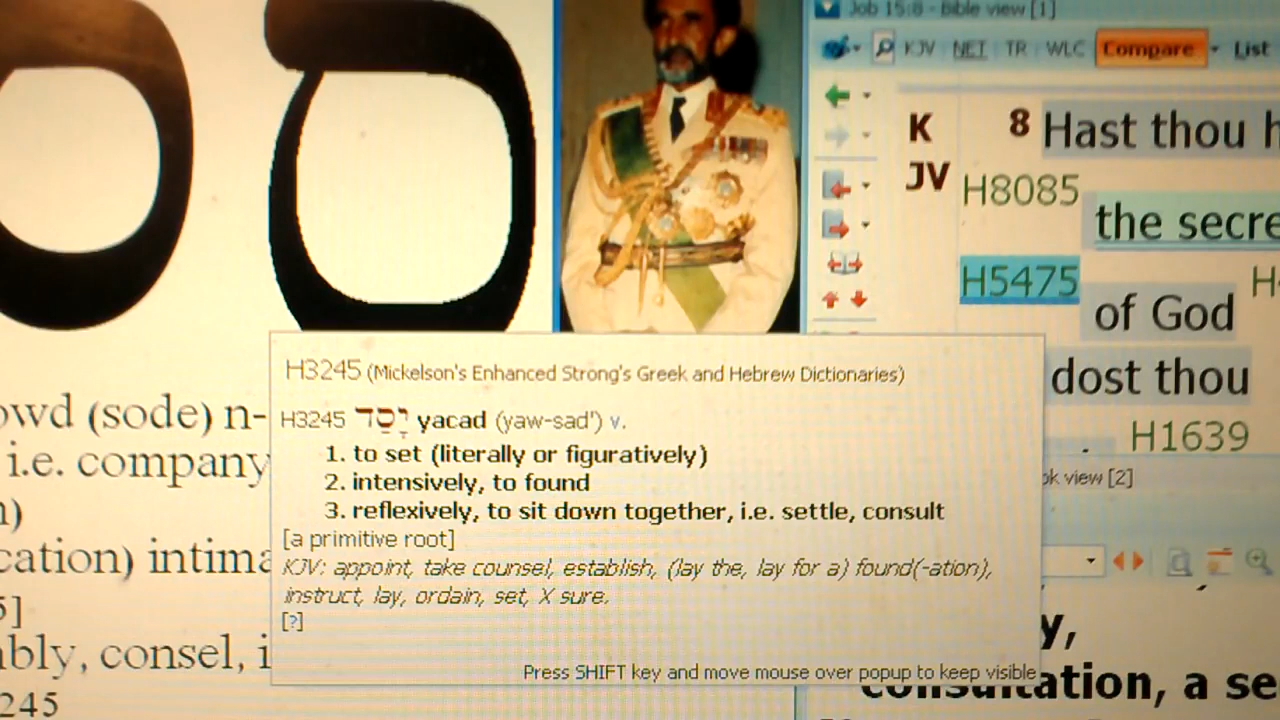 Job 15:8 - Bible view [1]
KJV NET TR WLC Compare List
K
JV
8 Hast thou h
H8085
the secre
H5475
of God
dost thou
H1639
H3245 (Mickelson's Enhanced Strong's Greek and Hebrew Dictionaries)
H3245 יָסַד yacad (yaw-sad') v.
1. to set (literally or figuratively)
2. intensively, to found
3. reflexively, to sit down together, i.e. settle, consult
[a primitive root]
KJV: appoint, take counsel, establish, (lay the, lay for a) found(-ation),
instruct, lay, ordain, set, X sure.
[?]
Press SHIFT key and move mouse over popup to keep visible
owd (sode) n-
i.e. company
cation) intima
5]
bly, consel, i
245
ok view [2]
y,
consultation, a se